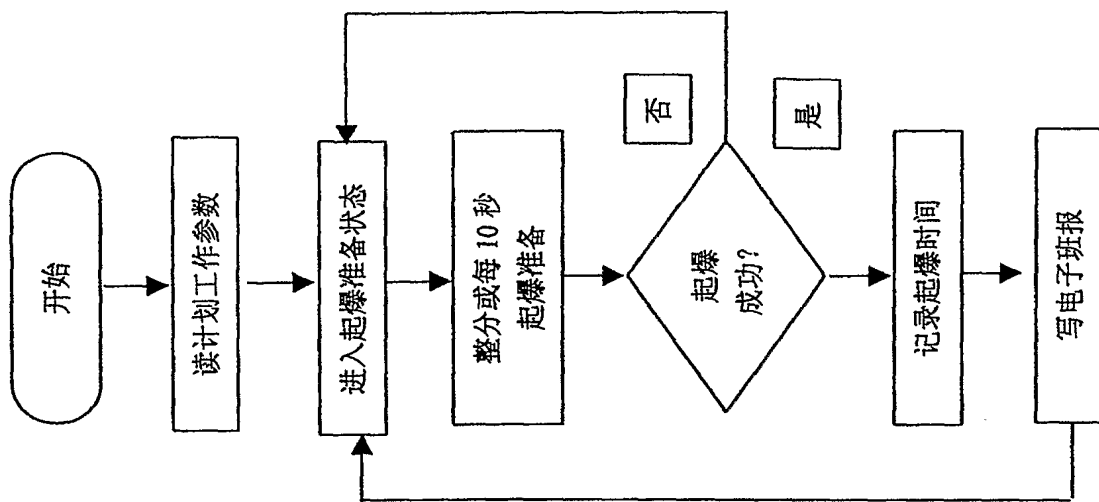 开始
读计划工作参数
进入起爆准备状态
整分或每 10 秒
起爆准备
起爆
成功?
否
是
记录起爆时间
写电子班报